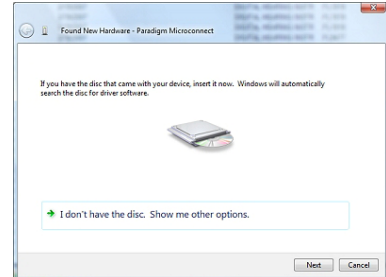 Found New Hardware - Paradigm Microconnect
If you have the disc that came with your device, insert it now. Windows will automatically
search the disc for driver software.
I don't have the disc. Show me other options.
Next
Cancel